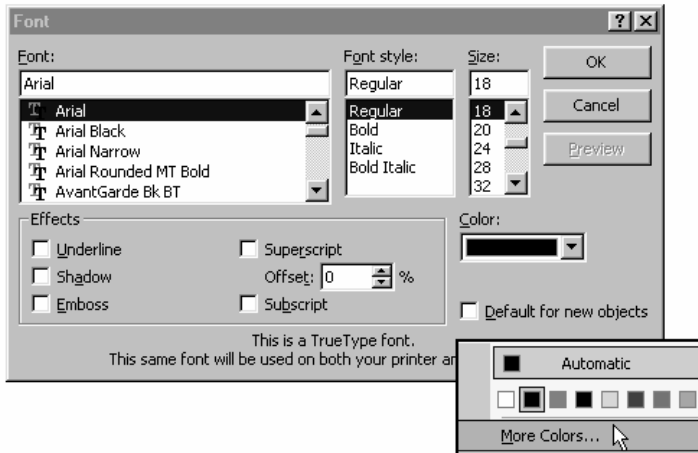 Font
Font: Font style: Size:
Arial Regular 18 OK
Arial Regular 18 Cancel
Arial Black Bold 20
Arial Narrow Italic 24 Preview
Arial Rounded MT Bold Bold Italic 28
AvantGarde Bk BT 32
Effects Color:
Underline Superscript
Shadow Offset: 0 %
Emboss Subscript Default for new objects
This is a TrueType font.
This same font will be used on both your printer an
Automatic
More Colors...